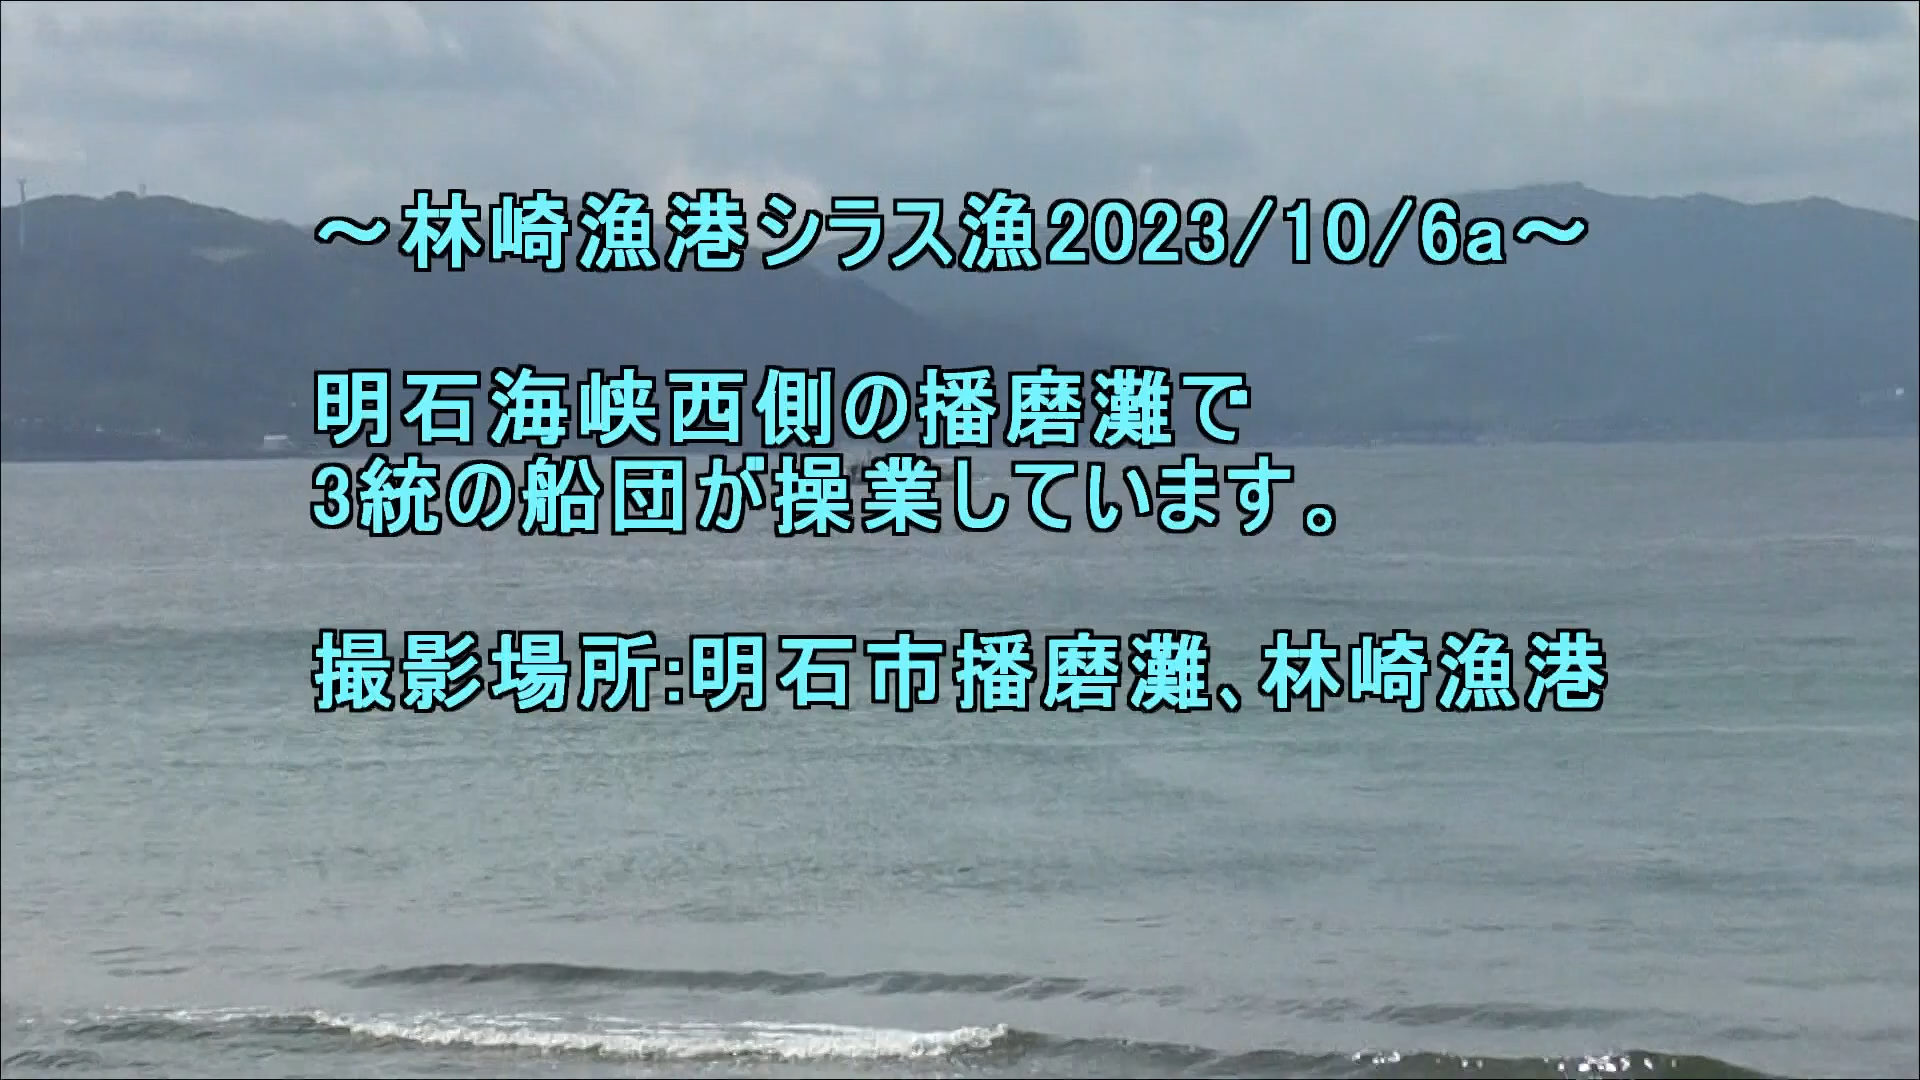 ～林崎漁港シラス漁2023/10/6a～
明石海峡西側の播磨灘で
3統の船団が操業しています。
撮影場所:明石市播磨灘、林崎漁港